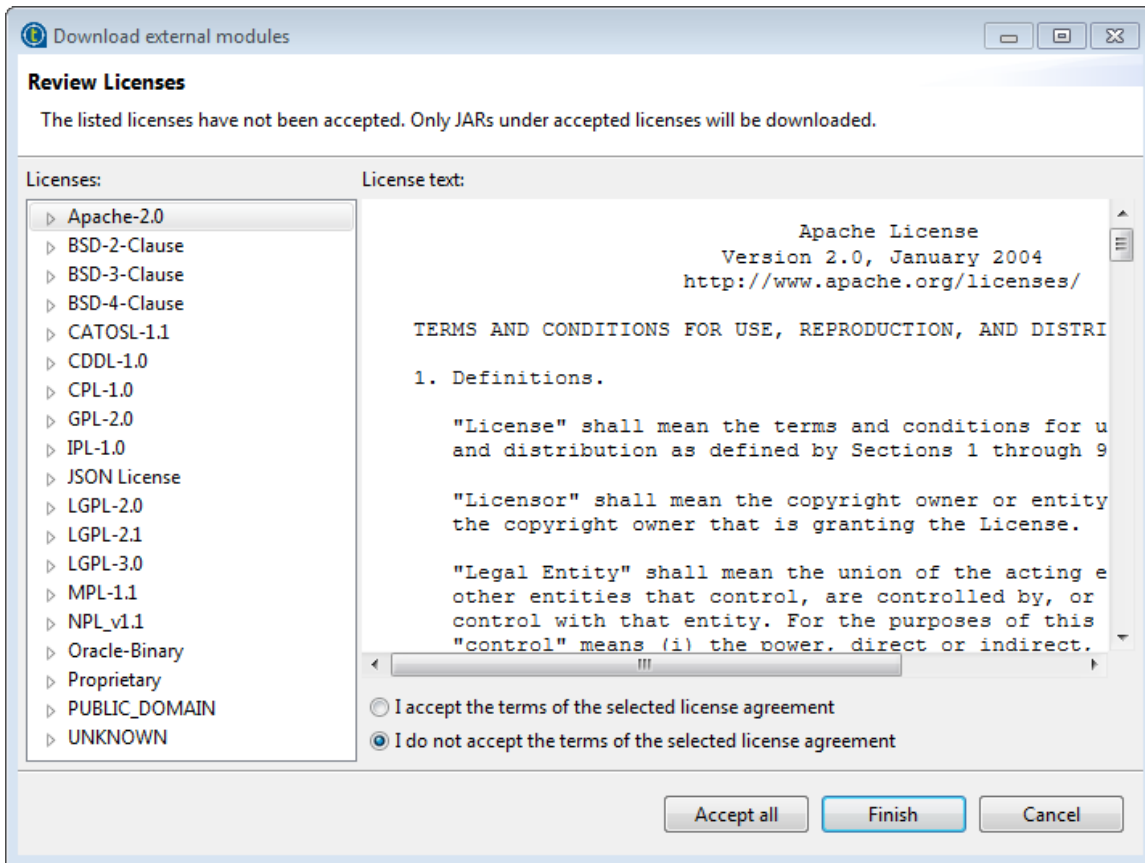 Download external modules
Review Licenses
The listed licenses have not been accepted. Only JARs under accepted licenses will be downloaded.
Licenses:
Apache-2.0
BSD-2-Clause
BSD-3-Clause
BSD-4-Clause
CATOSL-1.1
CDDL-1.0
CPL-1.0
GPL-2.0
IPL-1.0
JSON License
LGPL-2.0
LGPL-2.1
LGPL-3.0
MPL-1.1
NPL_v1.1
Oracle-Binary
Proprietary
PUBLIC_DOMAIN
UNKNOWN
License text:
Apache License
Version 2.0, January 2004
http://www.apache.org/licenses/
TERMS AND CONDITIONS FOR USE, REPRODUCTION, AND DISTRI
1. Definitions.
"License" shall mean the terms and conditions for u
and distribution as defined by Sections 1 through 9
"Licensor" shall mean the copyright owner or entity
the copyright owner that is granting the License.
"Legal Entity" shall mean the union of the acting e
other entities that control, are controlled by, or
control with that entity. For the purposes of this
"control" means (i) the power, direct or indirect,
I accept the terms of the selected license agreement
I do not accept the terms of the selected license agreement
Accept all
Finish
Cancel